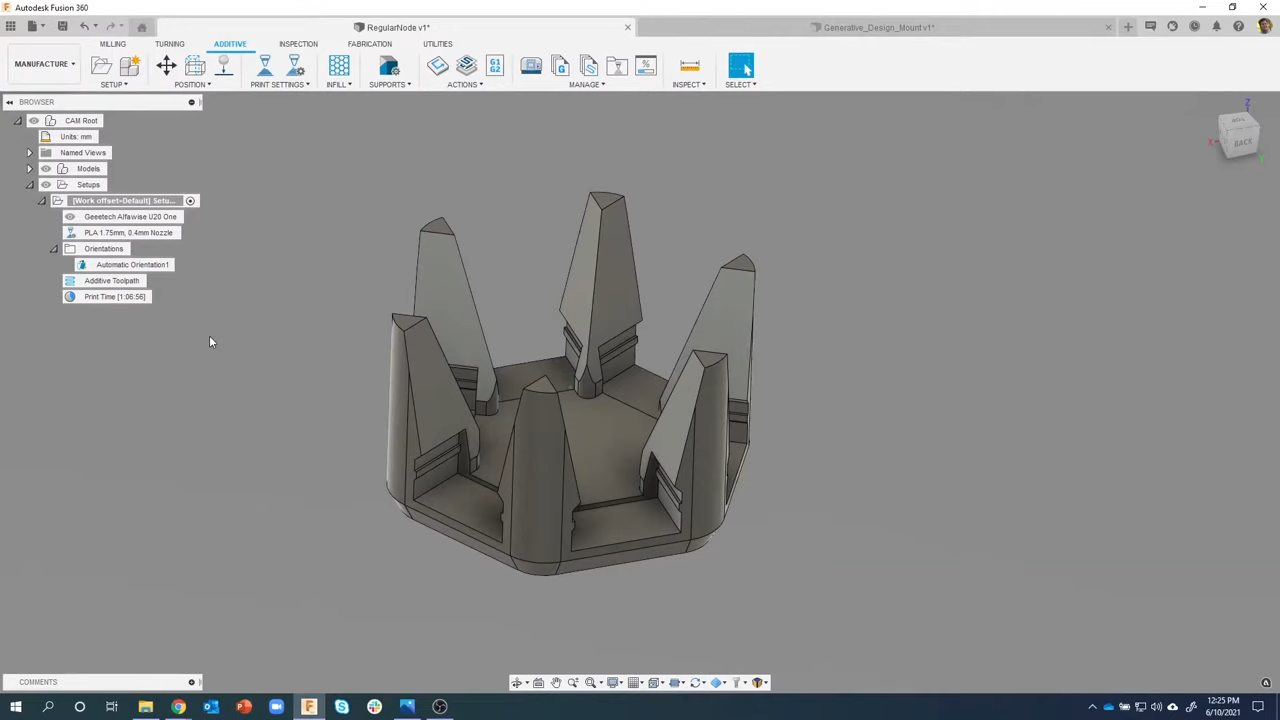 Autodesk Fusion 360
RegularNode v1*
Generative_Design_Mount v1*
MILLING TURNING ADDITIVE INSPECTION FABRICATION UTILITIES
MANUFACTURE
G1
G2
G
%
SETUP POSITION PRINT SETTINGS INFILL SUPPORTS ACTIONS MANAGE INSPECT SELECT
BROWSER
CAM Root
Units: mm
Named Views
Models
Setups
[Work offset=Default] Setu...
Geeetech Alfawise U20 One
PLA 1.75mm, 0.4mm Nozzle
Orientations
Automatic Orientation1
Additive Toolpath
Print Time [1:06:56]
Z
X
Y
BACK
COMMENTS
12:25 PM
6/10/2021